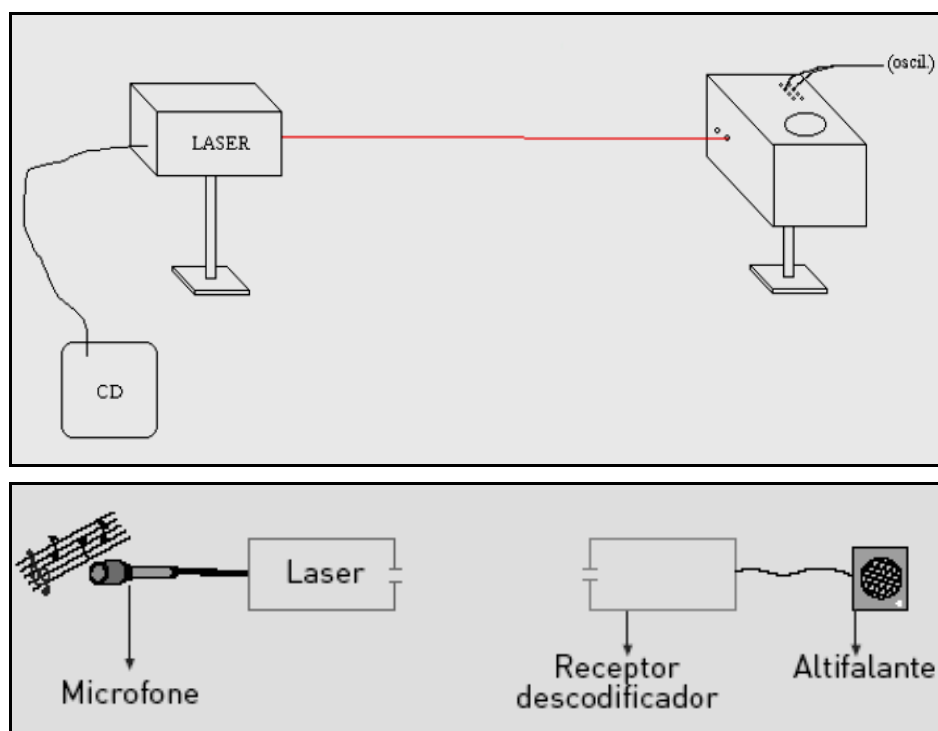 (oscil.)
LASER
CD
Laser
Microfone
Receptor
descodificador
Altifalante